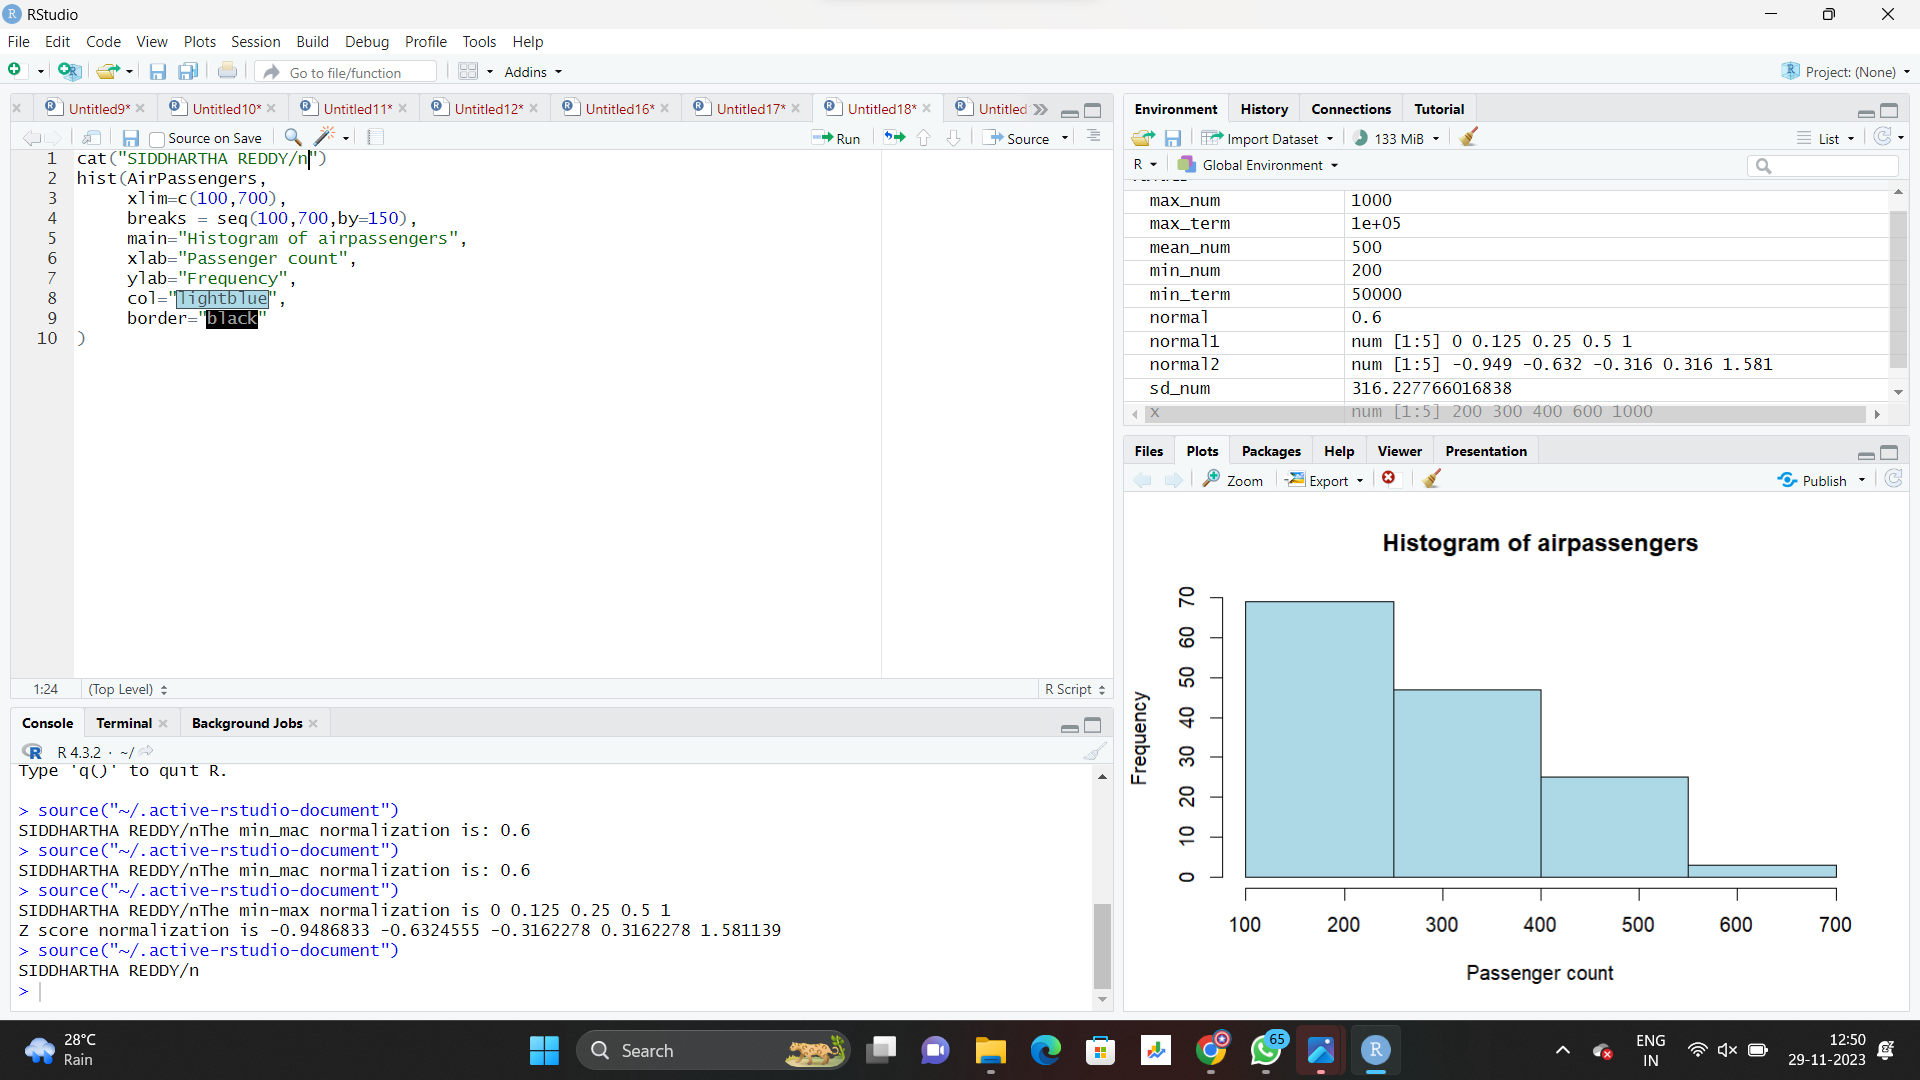 RStudio
File Edit Code View Plots Session Build Debug Profile Tools Help
Go to file/function Addins Project: (None)
Untitled9* Untitled10* Untitled11* Untitled12* Untitled16* Untitled17* Untitled18* Untitled
Source on Save Run Source
1 cat("SIDDHARTHA REDDY/n")
2 hist(AirPassengers,
3 xlim=c(100,700),
4 breaks = seq(100,700,by=150),
5 main="Histogram of airpassengers",
6 xlab="Passenger count",
7 ylab="Frequency",
8 col="lightblue",
9 border="black"
10 )
1:24 (Top Level) R Script
Console Terminal Background Jobs
R 4.3.2 · ~/
Type 'q()' to quit R.
> source("~/.active-rstudio-document")
SIDDHARTHA REDDY/nThe min_mac normalization is: 0.6
> source("~/.active-rstudio-document")
SIDDHARTHA REDDY/nThe min_mac normalization is: 0.6
> source("~/.active-rstudio-document")
SIDDHARTHA REDDY/nThe min-max normalization is 0 0.125 0.25 0.5 1
Z score normalization is -0.9486833 -0.6324555 -0.3162278 0.3162278 1.581139
> source("~/.active-rstudio-document")
SIDDHARTHA REDDY/n
>
Environment History Connections Tutorial
Import Dataset 133 MiB List
R Global Environment
max_num 1000
max_term 1e+05
mean_num 500
min_num 200
min_term 50000
normal 0.6
normal1 num [1:5] 0 0.125 0.25 0.5 1
normal2 num [1:5] -0.949 -0.632 -0.316 0.316 1.581
sd_num 316.227766016838
x num [1:5] 200 300 400 600 1000
Files Plots Packages Help Viewer Presentation
Zoom Export Publish
Histogram of airpassengers
Frequency
70
60
50
40
30
20
10
0
100 200 300 400 500 600 700
Passenger count
28°C
Rain
Search
65
ENG
IN
12:50
29-11-2023